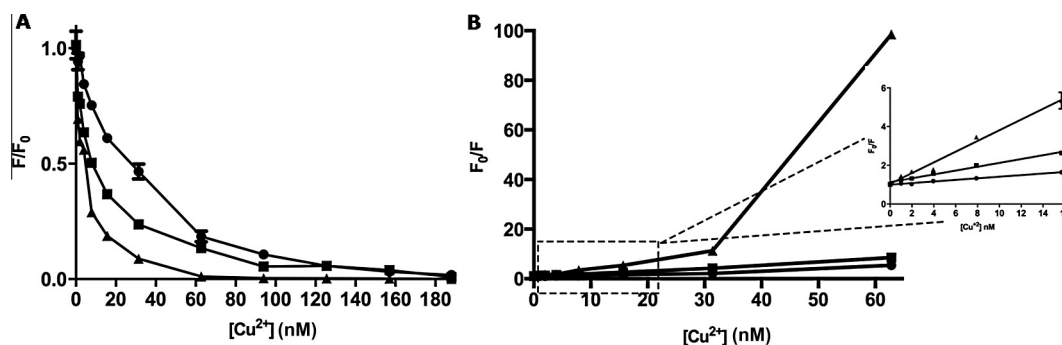 A
F/F0
1.0
0.5
0.0
0 20 40 60 80 100 120 140 160 180
[Cu2+] (nM)
B
F0/F
100
80
60
40
20
0
0 10 20 30 40 50 60
[Cu2+] (nM)
F0/F
6
4
2
0
0 2 4 6 8 10 12 14 16
[Cu+2] nM